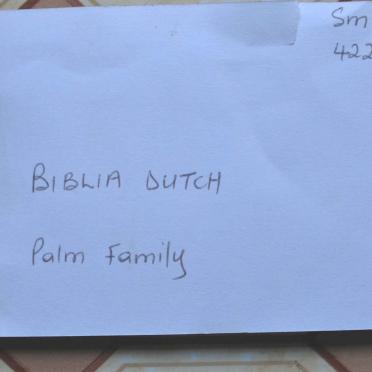 Sm
422
BIBLIA DUTCH
Palm Family